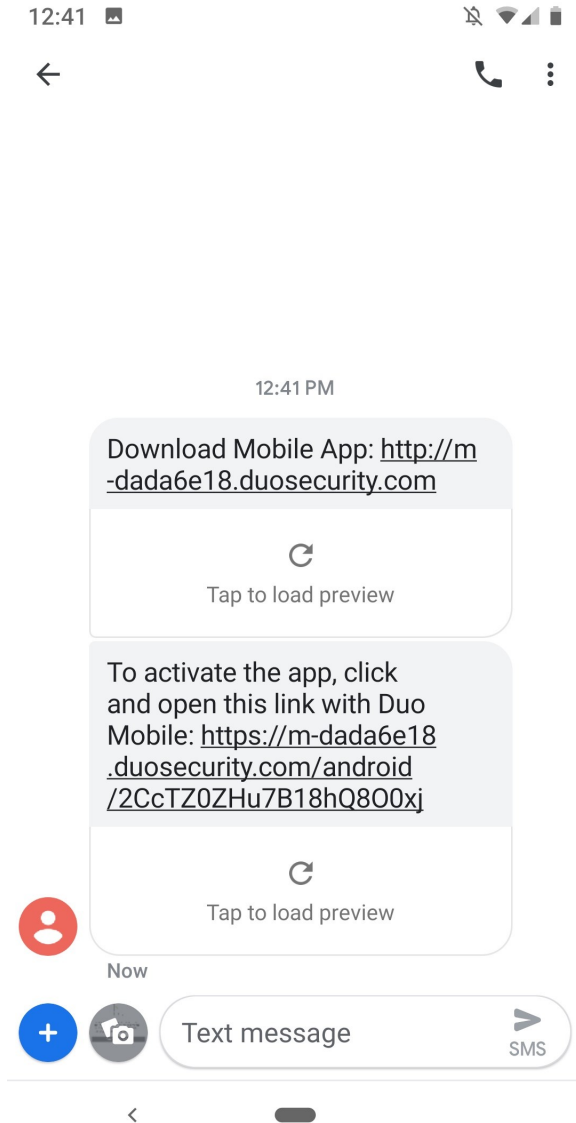 12:41
12:41 PM
Download Mobile App: http://m
-dada6e18.duosecurity.com
Tap to load preview
To activate the app, click
and open this link with Duo
Mobile: https://m-dada6e18
.duosecurity.com/android
/2CcTZ0ZHu7B18hQ8O0xj
Tap to load preview
Now
Text message
SMS